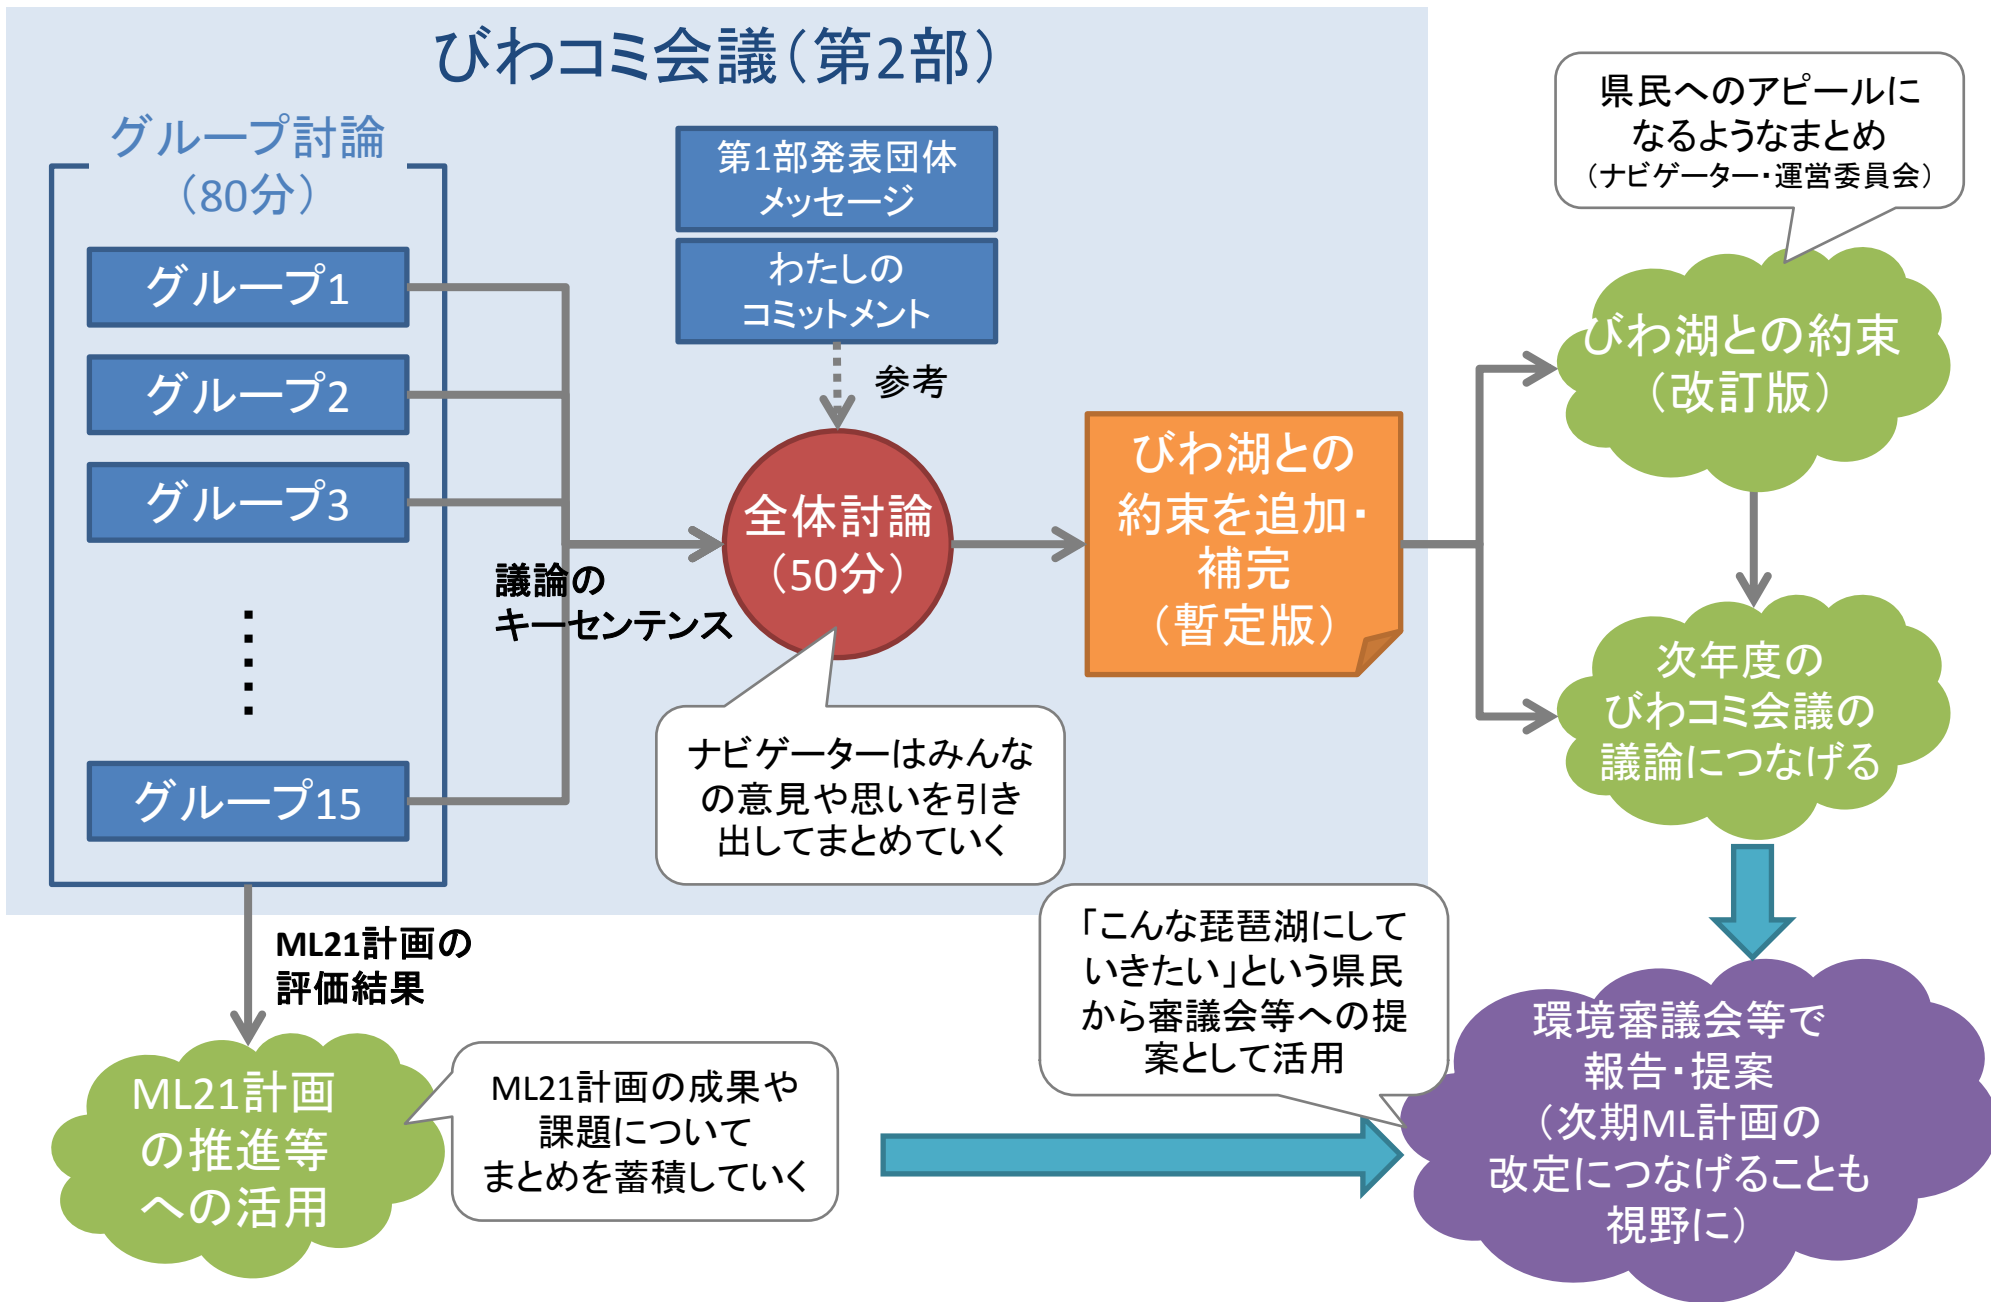 びわコミ会議（第2部）
グループ討論
（80分）
グループ1
グループ2
グループ3
・・・・・
グループ15
第1部発表団体
メッセージ
わたしの
コミットメント
参考
議論の
キーセンテンス
全体討論
（50分）
ナビゲーターはみんな
の意見や思いを引き
出してまとめていく
びわ湖との
約束を追加・
補完
（暫定版）
県民へのアピールに
なるようなまとめ
（ナビゲーター・運営委員会）
びわ湖との約束
（改訂版）
次年度の
びわコミ会議の
議論につなげる
ML21計画の
評価結果
ML21計画
の推進等
への活用
ML21計画の成果や
課題について
まとめを蓄積していく
「こんな琵琶湖にして
いきたい」という県民
から審議会等への提
案として活用
環境審議会等で
報告・提案
（次期ML計画の
改定につなげることも
視野に）